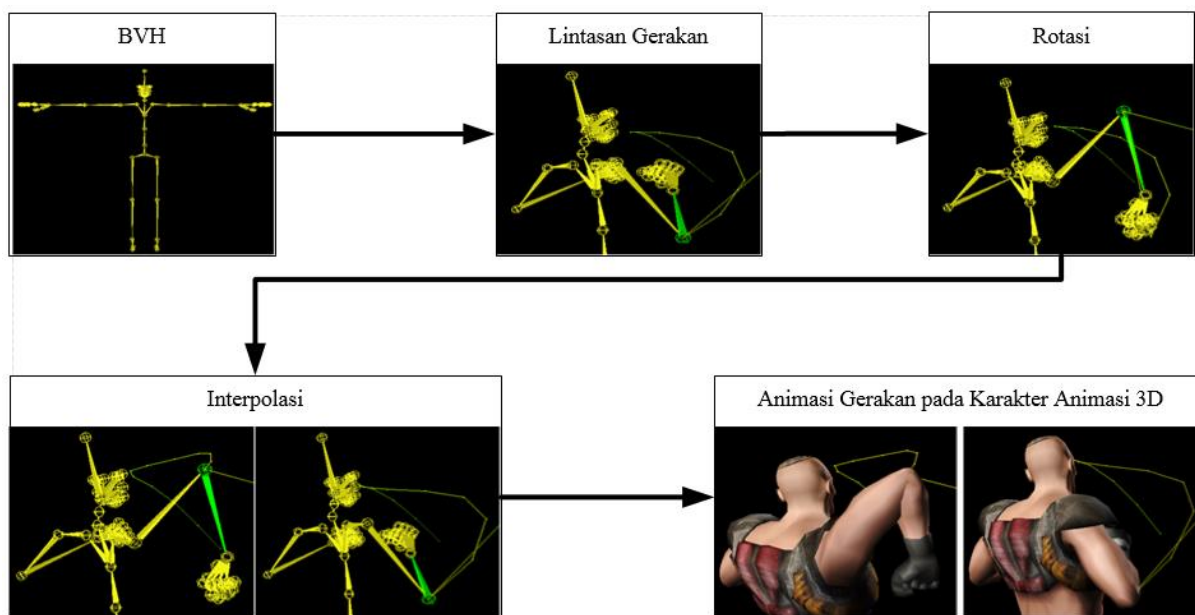 BVH
Lintasan Gerakan
Rotasi
Interpolasi
Animasi Gerakan pada Karakter Animasi 3D